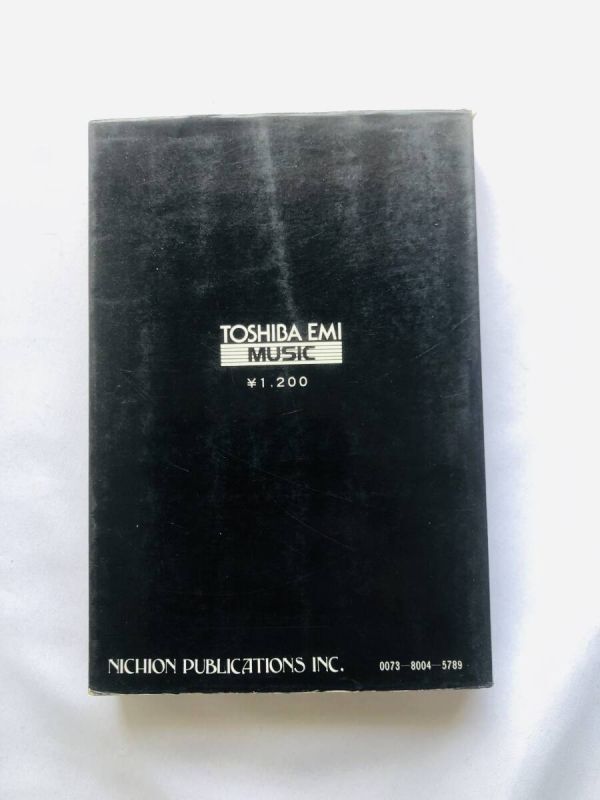 TOSHIBA EMI
MUSIC
¥1.200
NICHION PUBLICATIONS INC.
0073—8004—5789